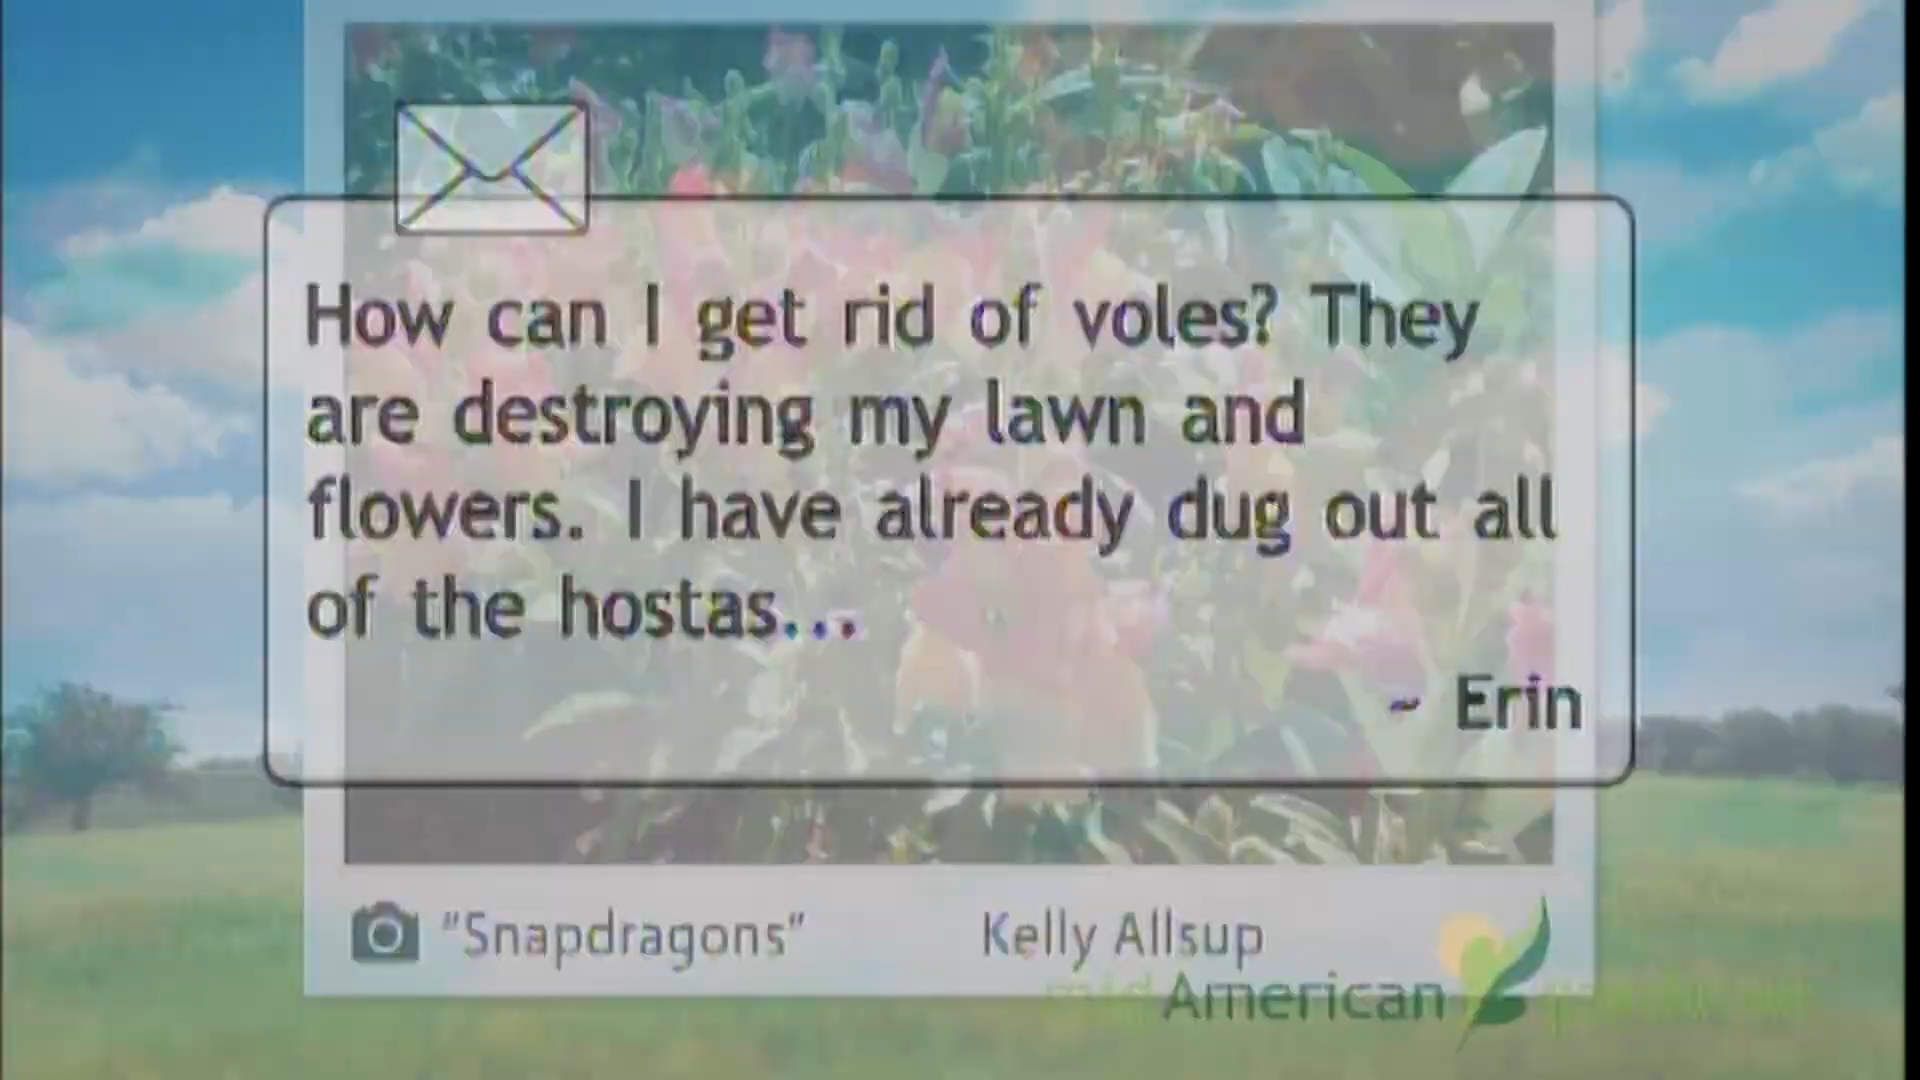 How can I get rid of voles? They
are destroying my lawn and
flowers. I have already dug out all
of the hostas...
~ Erin
"Snapdragons" Kelly Allsup
American